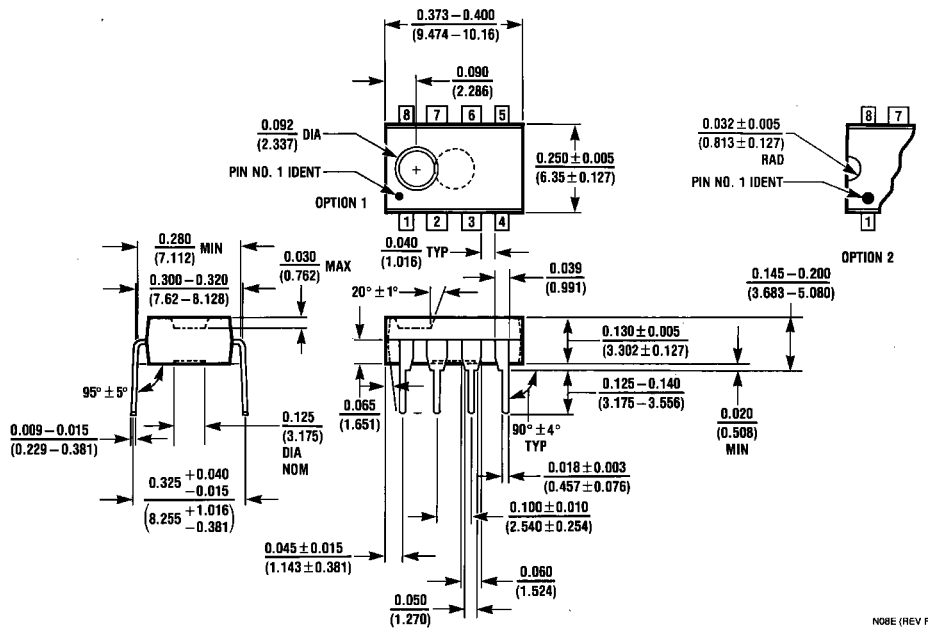 0.373 – 0.400
(9.474 – 10.16)
0.090
(2.286)
8 7 6 5
0.092
(2.337)
DIA
PIN NO. 1 IDENT
OPTION 1
1 2 3 4
0.250 ± 0.005
(6.35 ± 0.127)
0.032 ± 0.005
(0.813 ± 0.127)
RAD
PIN NO. 1 IDENT
8 7
1
OPTION 2
0.280
(7.112)
MIN
0.300 – 0.320
(7.62 – 8.128)
0.030
(0.762)
MAX
0.040
(1.016)
TYP
20° ± 1°
0.039
(0.991)
0.145 – 0.200
(3.683 – 5.080)
0.130 ± 0.005
(3.302 ± 0.127)
95° ± 5°
0.009 – 0.015
(0.229 – 0.381)
0.125
(3.175)
DIA
NOM
0.065
(1.651)
90° ± 4°
TYP
0.125 – 0.140
(3.175 – 3.556)
0.020
(0.508)
MIN
0.325 +0.040 –0.015
(8.255 +1.016 –0.381)
0.018 ± 0.003
(0.457 ± 0.076)
0.100 ± 0.010
(2.540 ± 0.254)
0.045 ± 0.015
(1.143 ± 0.381)
0.060
(1.524)
0.050
(1.270)
N08E (REV F